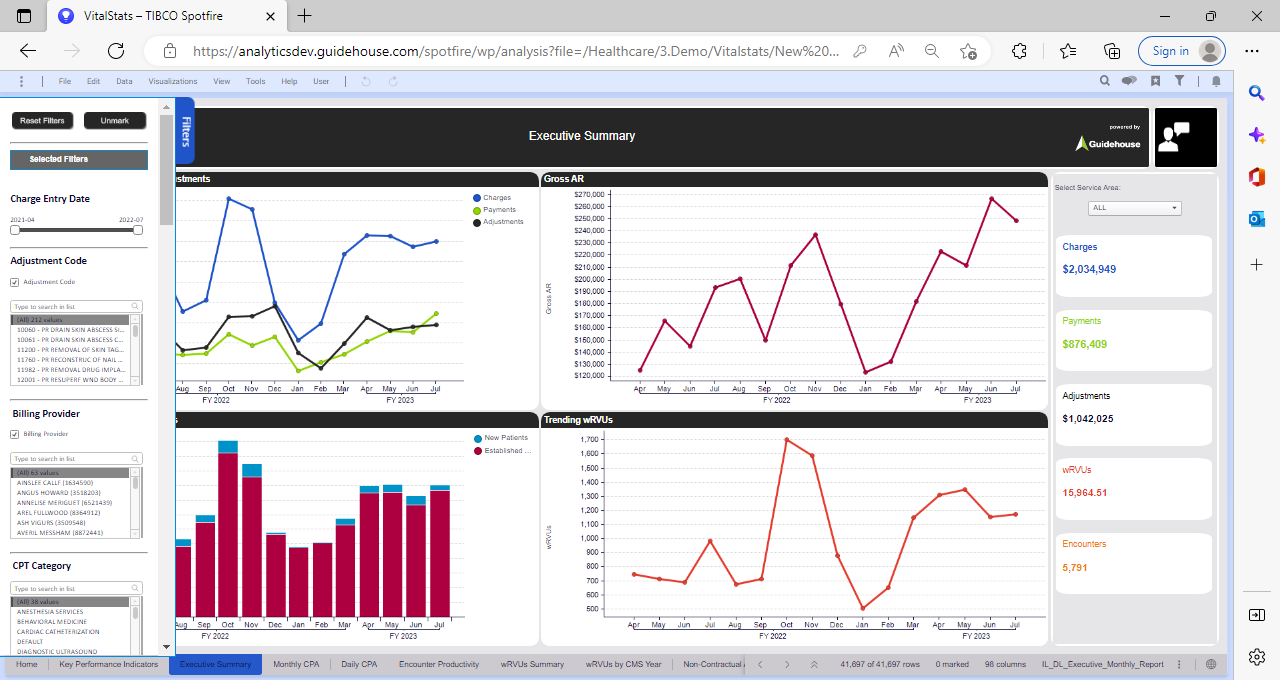 VitalStats – TIBCO Spotfire
https://analyticsdev.guidehouse.com/spotfire/wp/analysis?file=/Healthcare/3.Demo/Vitalstats/New%20...
Sign in
File Edit Data Visualizations View Tools Help User
Reset Filters Unmark
Selected Filters
Filters
Executive Summary
powered by
Guidehouse
Charge Entry Date
2021-04 2022-07
Adjustment Code
Adjustment Code
Type to search in list
(All) 212 values
10060 - PR DRAIN SKIN ABSCESS SI...
10061 - PR DRAIN SKIN ABSCESS C...
11200 - PR REMOVAL OF SKIN TAG...
11760 - PR RECONSTRUC OF NAIL ...
11982 - PR REMOVAL DRUG IMPLA...
12001 - PR RESUPERF WND BODY ...
Billing Provider
Billing Provider
Type to search in list
(All) 63 values
AINSLEE CALLF (1634590)
ANGUS HOWARD (3518203)
ANNELISE MERIGUET (6521439)
AREL FULLWOOD (8364912)
ASH VIGURS (3509548)
AVERIL MESSHAM (8872441)
CPT Category
Type to search in list
(All) 38 values
ANESTHESIA SERVICES
BEHAVIORAL MEDICINE
CARDIAC CATHETERIZATION
DEFAULT
DIAGNOSTIC ULTRASOUND
ustments
Charges
Payments
Adjustments
Aug Sep Oct Nov Dec Jan Feb Mar Apr May Jun Jul
FY 2022 FY 2023
Gross AR
$270,000
$260,000
$250,000
$240,000
$230,000
$220,000
$210,000
$200,000
$190,000
$180,000
$170,000
$160,000
$150,000
$140,000
$130,000
$120,000
Gross AR
Apr May Jun Jul Aug Sep Oct Nov Dec Jan Feb Mar Apr May Jun Jul
FY 2022 FY 2023
s
New Patients
Established ...
Aug Sep Oct Nov Dec Jan Feb Mar Apr May Jun Jul
FY 2022 FY 2023
Trending wRVUs
1,700
1,600
1,500
1,400
1,300
1,200
1,100
1,000
900
800
700
600
500
wRVUs
Apr May Jun Jul Aug Sep Oct Nov Dec Jan Feb Mar Apr May Jun Jul
FY 2022 FY 2023
Select Service Area:
ALL
Charges
$2,034,949
Payments
$876,409
Adjustments
$1,042,025
wRVUs
15,964.51
Encounters
5,791
Home Key Performance Indicators Executive Summary Monthly CPA Daily CPA Encounter Productivity wRVUs Summary wRVUs by CMS Year Non-Contractual 41,697 of 41,697 rows 0 marked 98 columns IL_DL_Executive_Monthly_Report